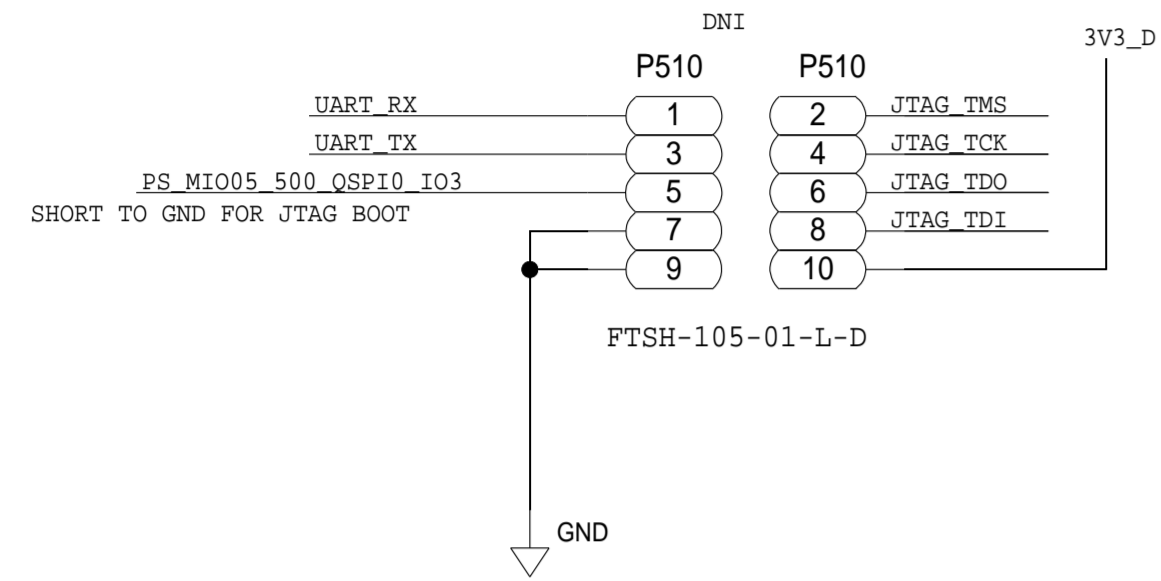 DNI
3V3_D
P510 P510
UART_RX 1 2 JTAG_TMS
UART_TX 3 4 JTAG_TCK
PS_MIO05_500_QSPI0_IO3 5 6 JTAG_TDO
SHORT TO GND FOR JTAG BOOT
7 8 JTAG_TDI
9 10
FTSH-105-01-L-D
GND